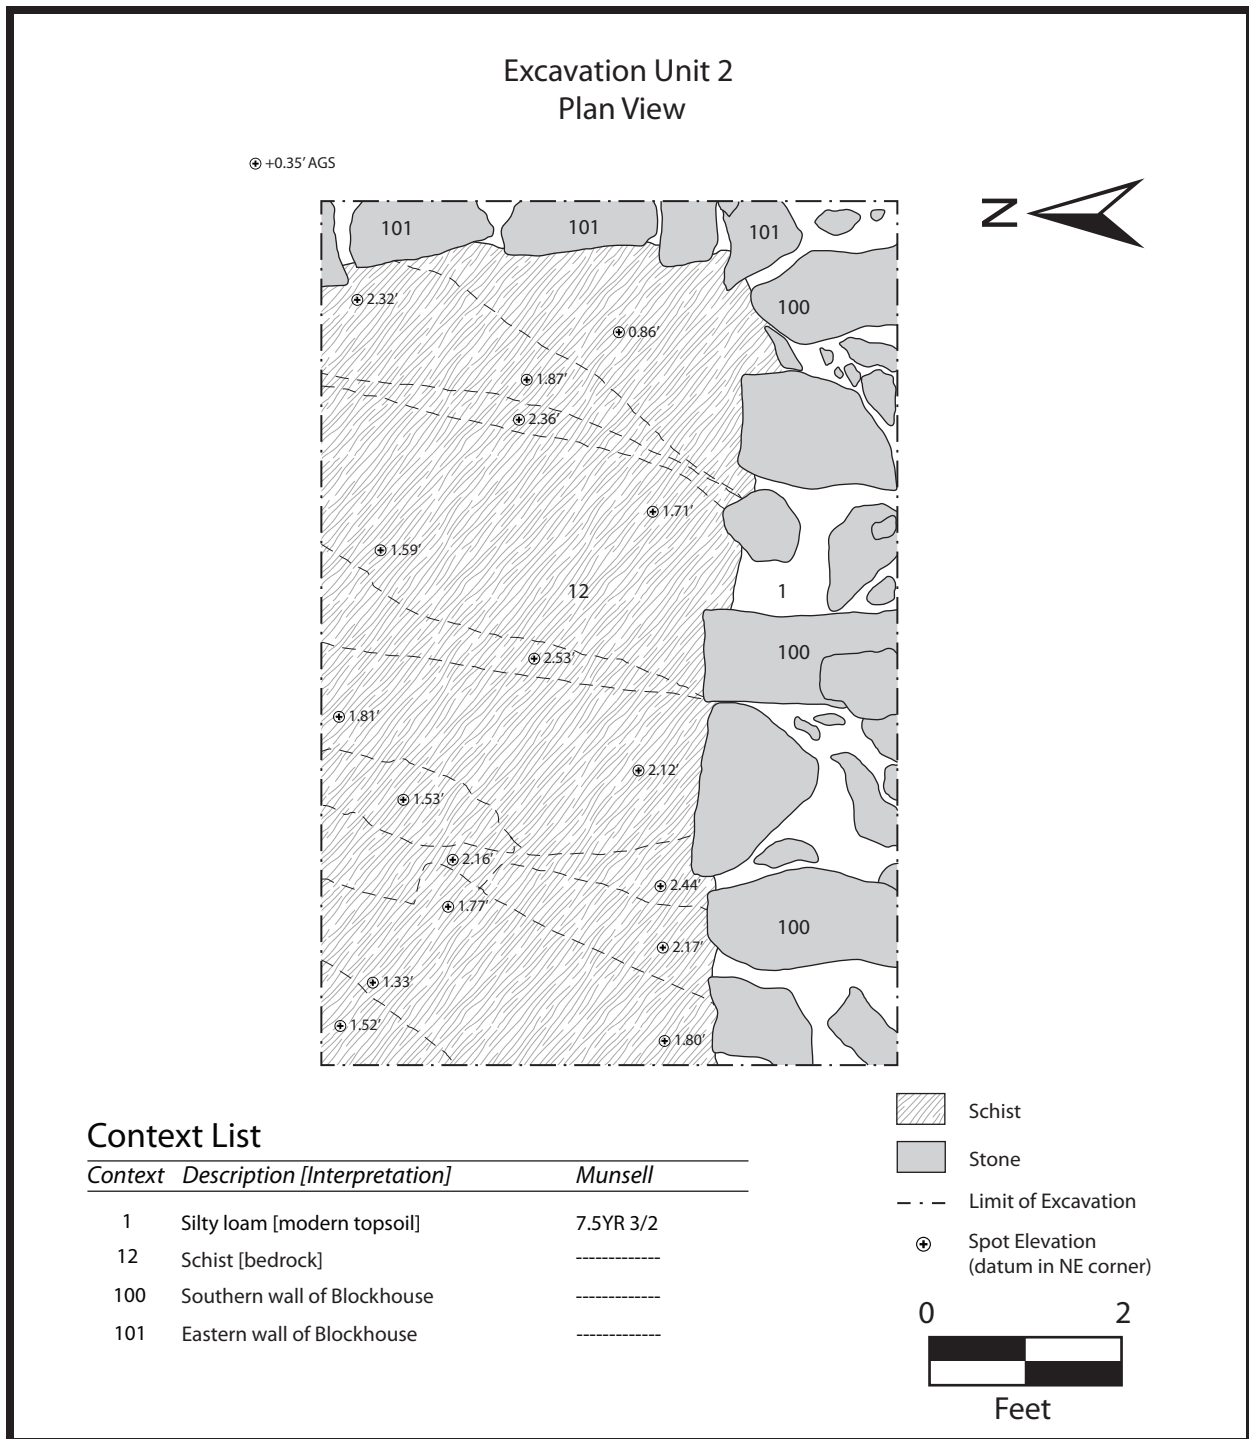 Excavation Unit 2
Plan View
+0.35' AGS
N
101
101
101
100
2.32'
0.86'
1.87'
2.36'
1.71'
1.59'
12
1
2.53'
100
1.81'
2.12'
1.53'
2.16'
2.44'
1.77'
100
2.17'
1.33'
1.52'
1.80'
Schist
Stone
Limit of Excavation
Spot Elevation
(datum in NE corner)
0 2
Feet
Context List
Context Description [Interpretation] Munsell
1 Silty loam [modern topsoil] 7.5YR 3/2
12 Schist [bedrock] -------------
100 Southern wall of Blockhouse -------------
101 Eastern wall of Blockhouse -------------